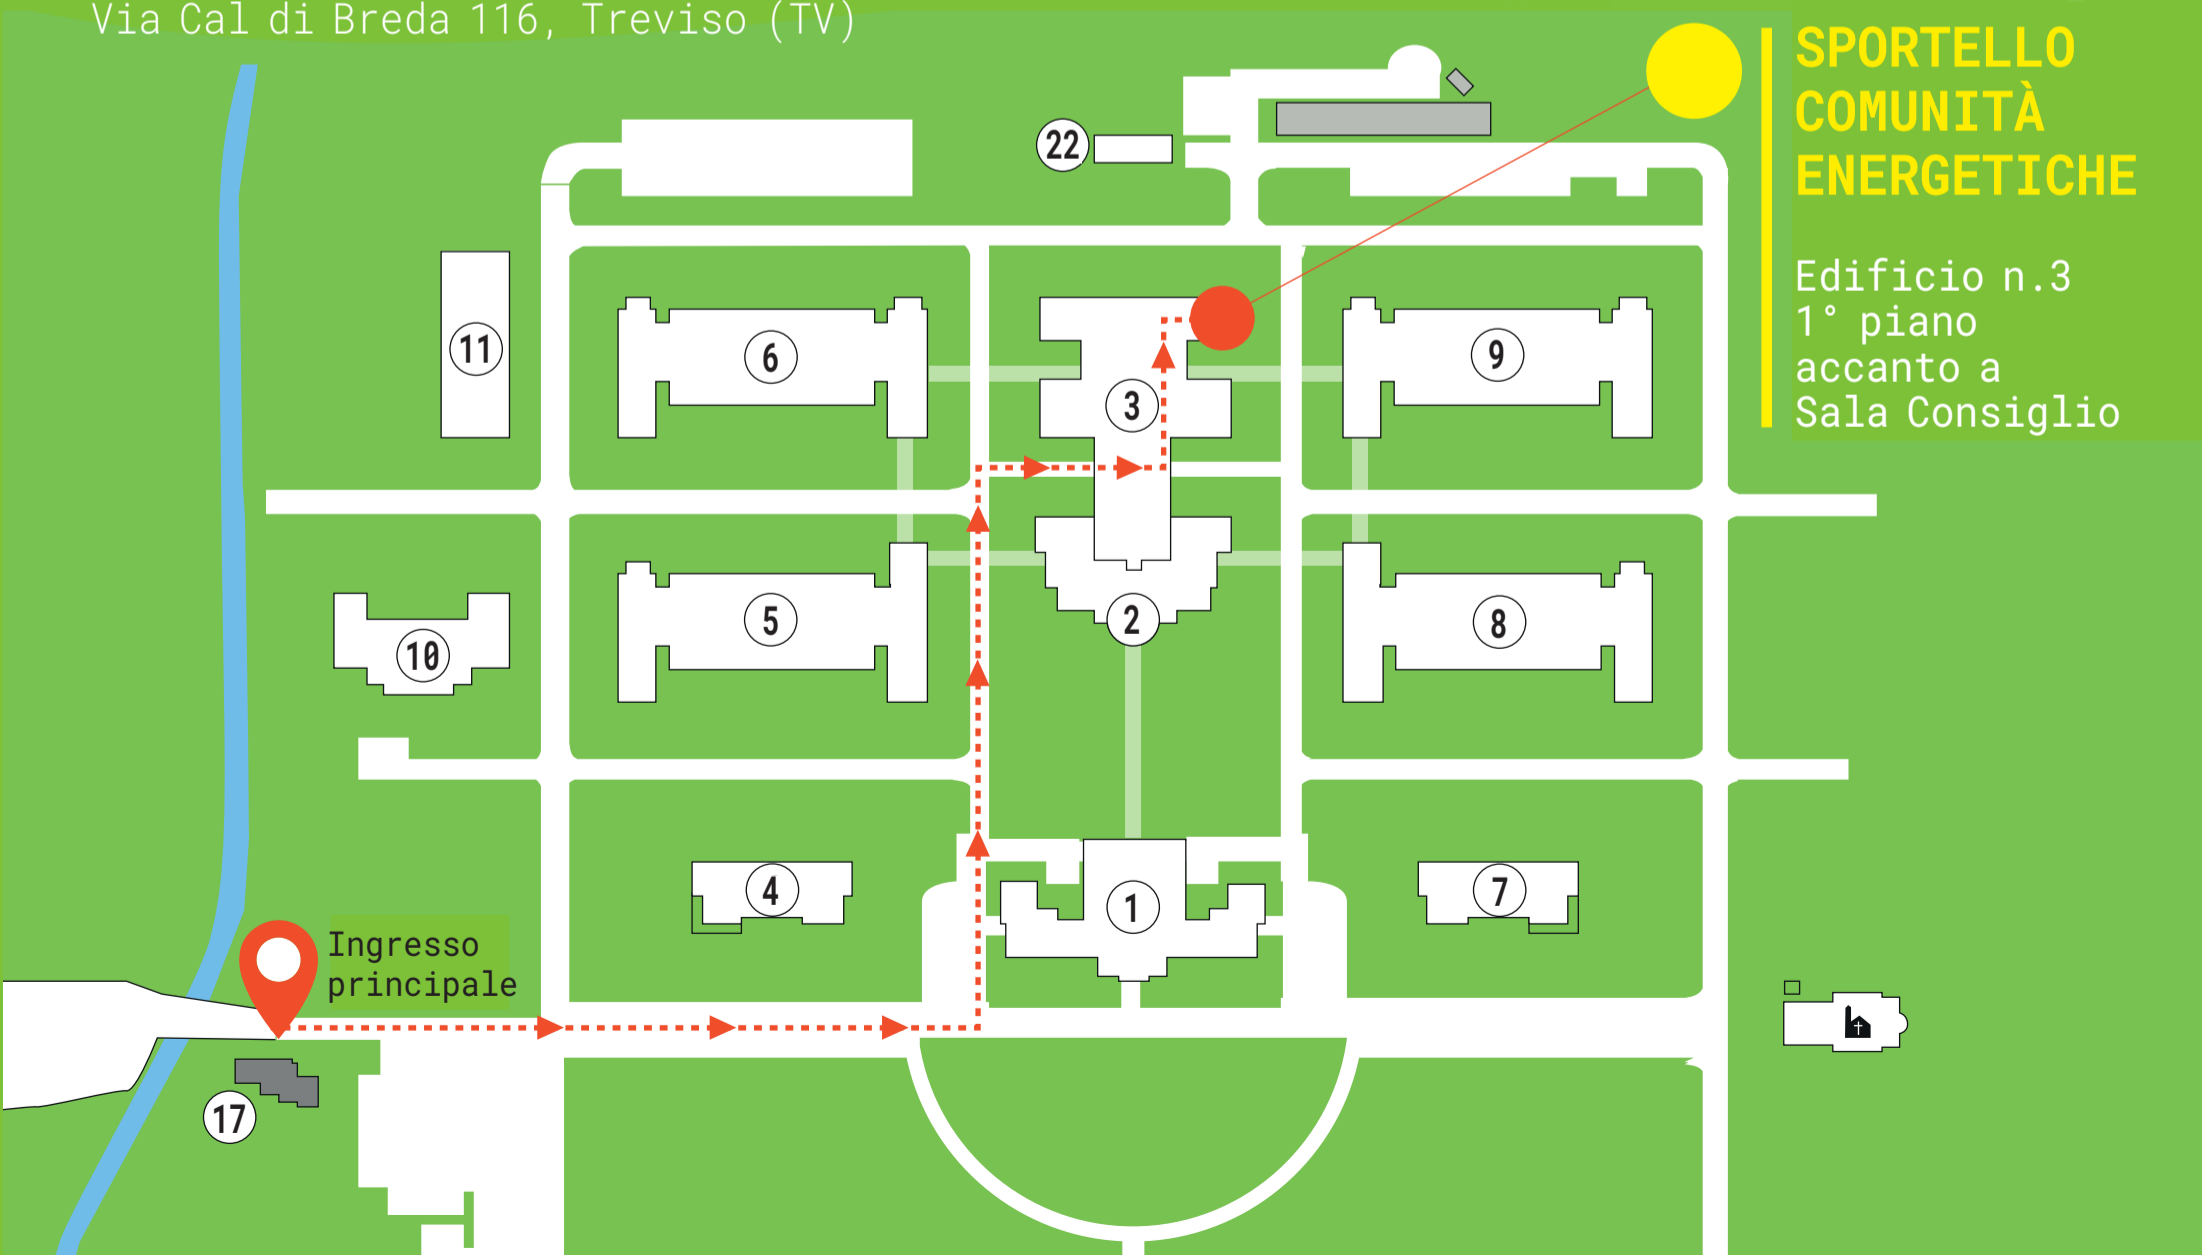 Via Cal di Breda 116, Treviso (TV)
SPORTELLO
COMUNITÀ
ENERGETICHE
Edificio n.3
1° piano
accanto a
Sala Consiglio
22
11
6
3
9
10
5
2
8
4
1
7
Ingresso
principale
17